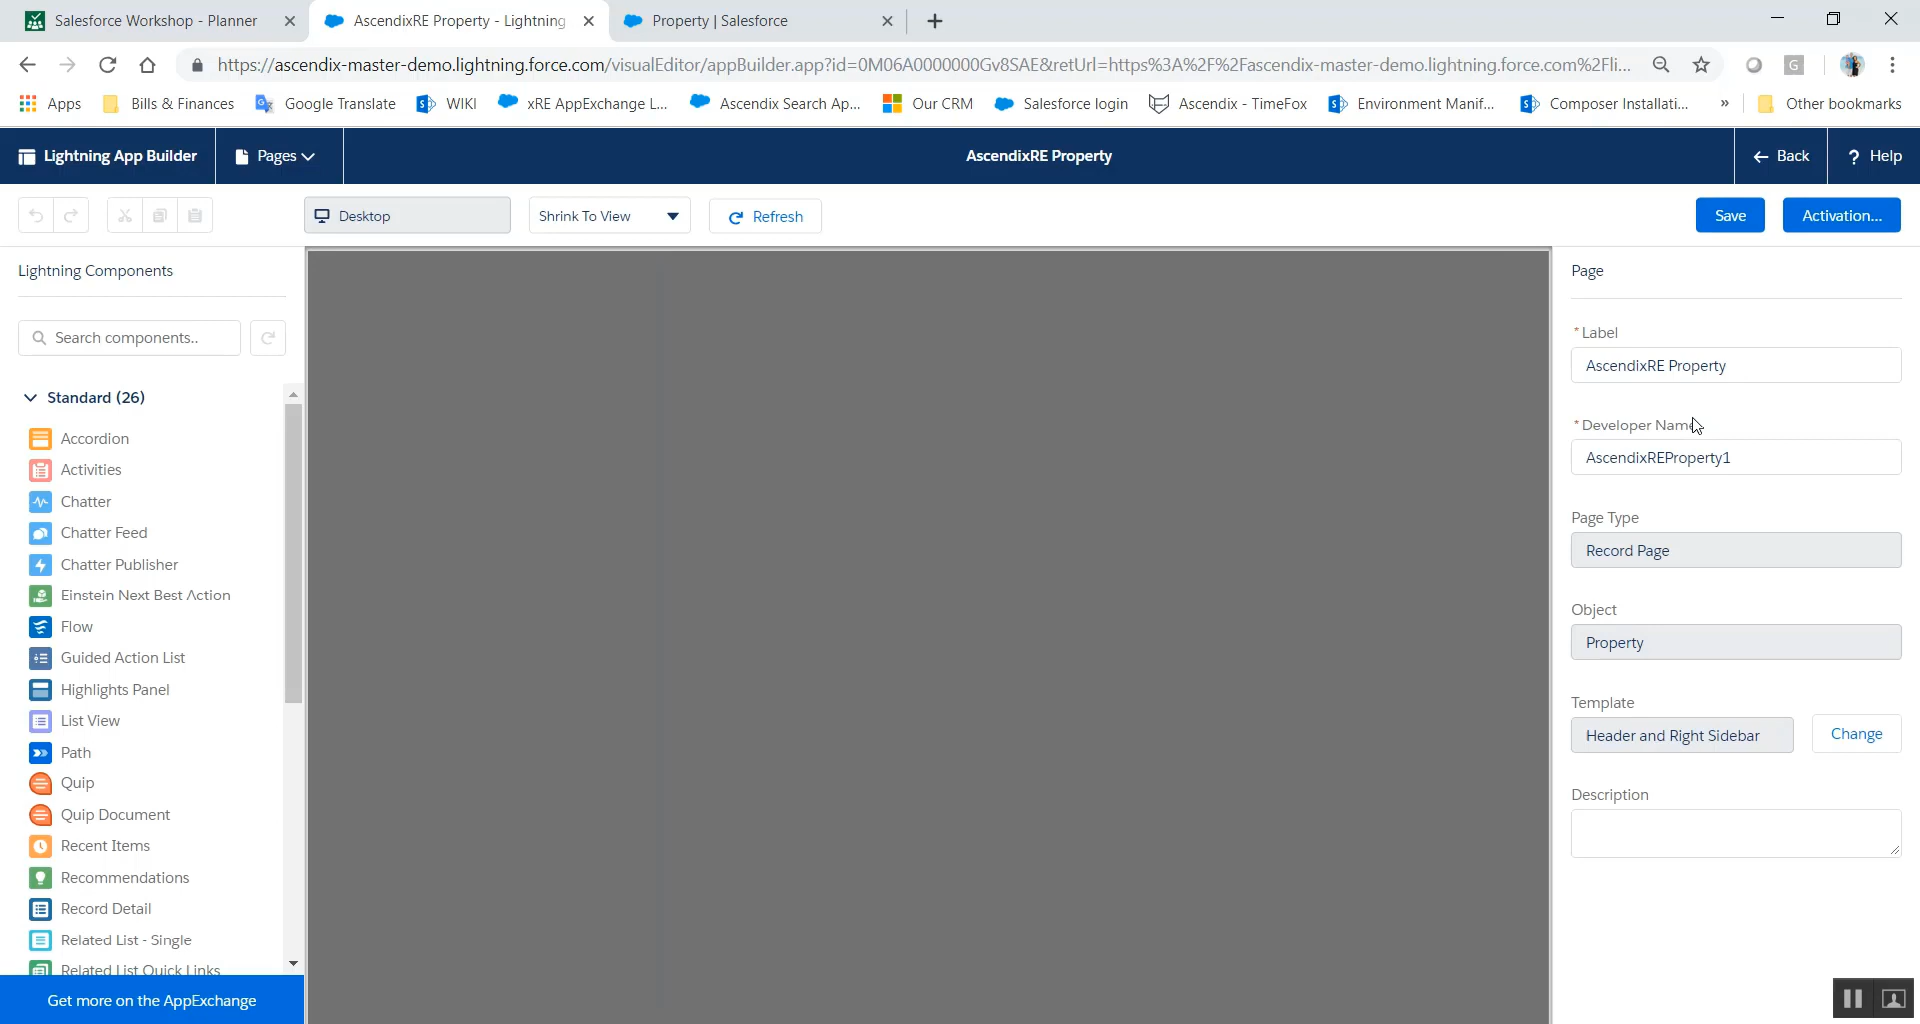 Salesforce Workshop - Planner
AscendixRE Property - Lightning
Property | Salesforce
https://ascendix-master-demo.lightning.force.com/visualEditor/appBuilder.app?id=0M06A0000000Gv8SAE&retUrl=https%3A%2F%2Fascendix-master-demo.lightning.force.com%2Fli...
G
Apps
Bills & Finances
Google Translate
WIKI
xRE AppExchange L...
Ascendix Search Ap...
Our CRM
Salesforce login
Ascendix - TimeFox
Environment Manif...
Composer Installati...
»
Other bookmarks
Lightning App Builder
Pages
AscendixRE Property
Back
? Help
Desktop
Shrink To View
Refresh
Save
Activation...
Lightning Components
Search components..
Standard (26)
Accordion
Activities
Chatter
Chatter Feed
Chatter Publisher
Einstein Next Best Action
Flow
Guided Action List
Highlights Panel
List View
Path
Quip
Quip Document
Recent Items
Recommendations
Record Detail
Related List - Single
Related List Quick Links
Get more on the AppExchange
Page
* Label
AscendixRE Property
* Developer Name
AscendixREProperty1
Page Type
Record Page
Object
Property
Template
Header and Right Sidebar
Change
Description